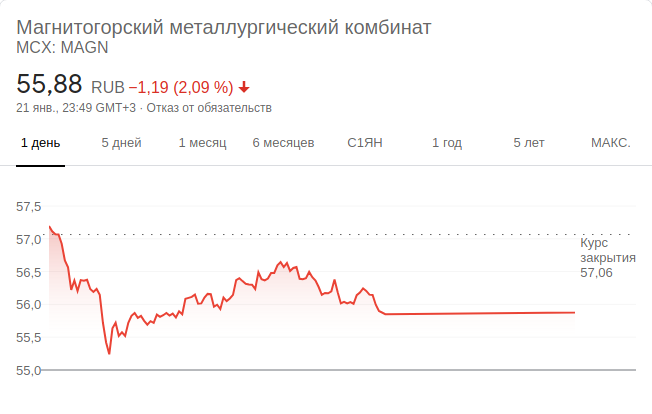 Магнитогорский металлургический комбинат
MCX: MAGN
55,88 RUB −1,19 (2,09 %)
21 янв., 23:49 GMT+3 · Отказ от обязательств
1 день 5 дней 1 месяц 6 месяцев С1ЯН 1 год 5 лет МАКС.
57,5
57,0
Курс
закрытия
57.06
56,5
56,0
55,5
55,0